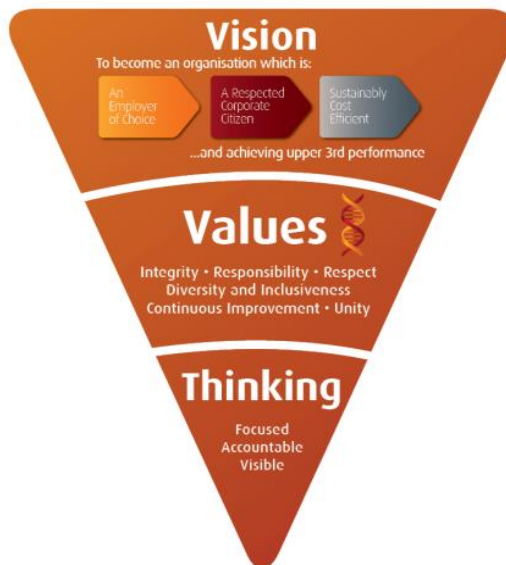 Vision
To become an organisation which is:
An
Employer
of Choice
A Respected
Corporate
Citizen
Sustainably
Cost
Efficient
...and achieving upper 3rd performance
Values
Integrity • Responsibility • Respect
Diversity and Inclusiveness
Continuous Improvement • Unity
Thinking
Focused
Accountable
Visible